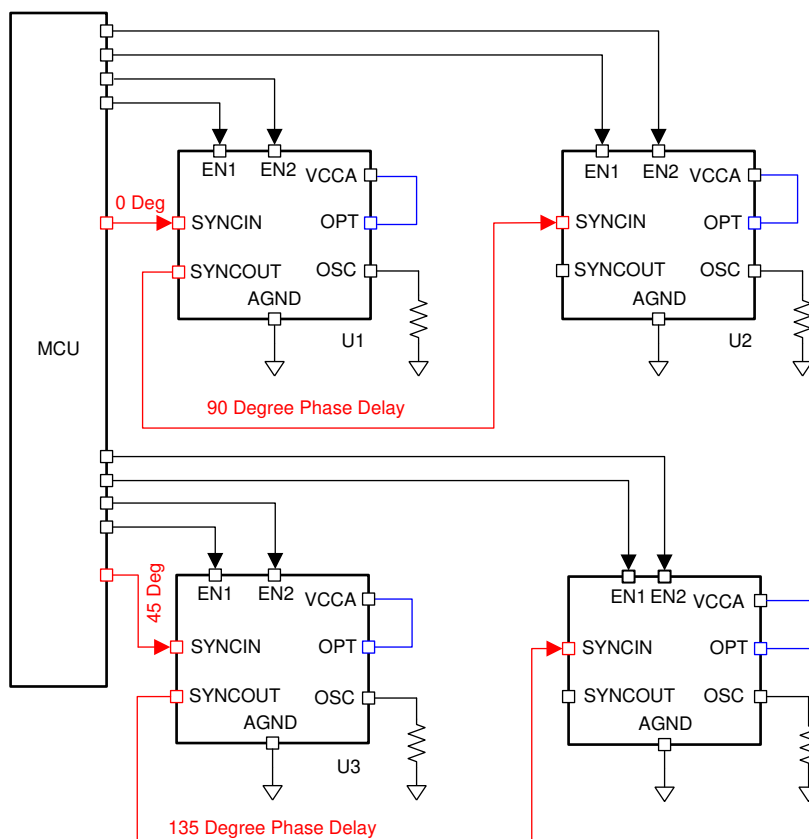 EN1 EN2 VCCA
EN1 EN2 VCCA
0 Deg
SYNCIN OPT
SYNCIN OPT
SYNCOUT OSC
SYNCOUT OSC
AGND
AGND
U1
U2
MCU
90 Degree Phase Delay
45 Deg
EN1 EN2 VCCA
EN1 EN2 VCCA
SYNCIN OPT
SYNCIN OPT
SYNCOUT OSC
SYNCOUT OSC
AGND
AGND
U3
135 Degree Phase Delay